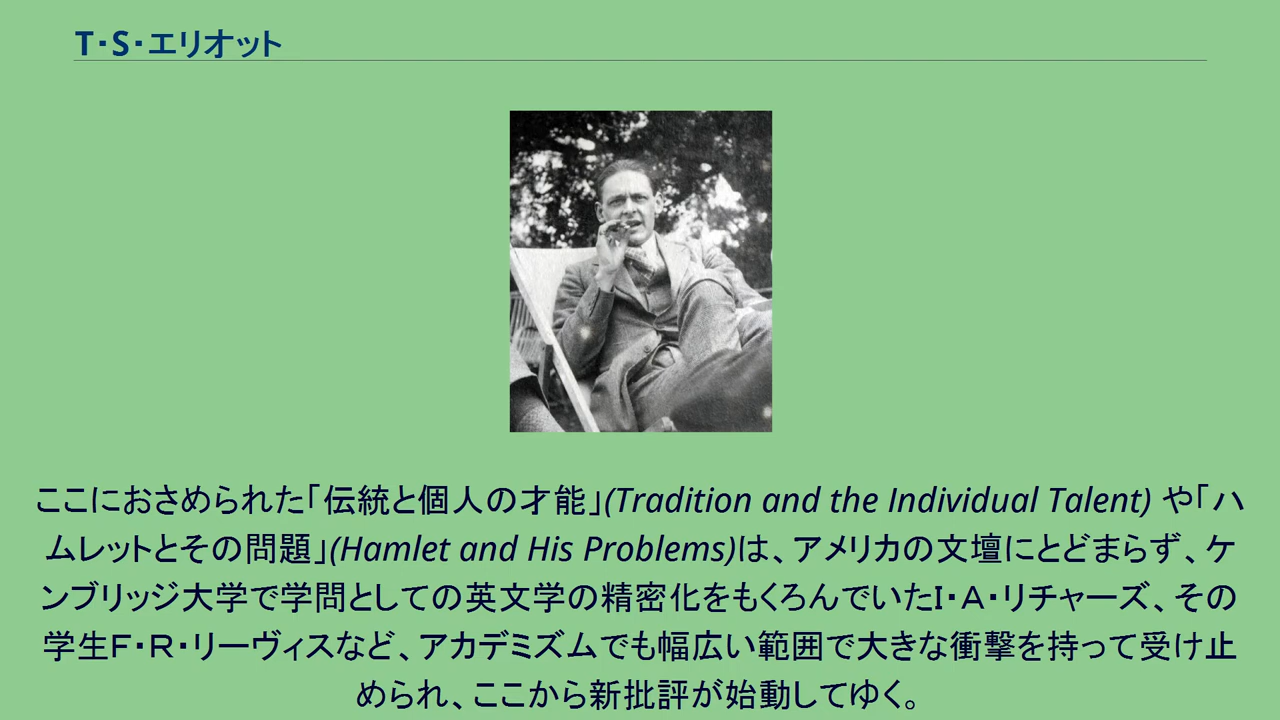 T・S・エリオット
ここにおさめられた「伝統と個人の才能」(Tradition and the Individual Talent) や「ハ
ムレットとその問題」(Hamlet and His Problems)は、アメリカの文壇にとどまらず、ケ
ンブリッジ大学で学問としての英文学の精密化をもくろんでいたI・A・リチャーズ、その
学生F・R・リーヴィスなど、アカデミズムでも幅広い範囲で大きな衝撃を持って受け止
められ、ここから新批評が始動してゆく。